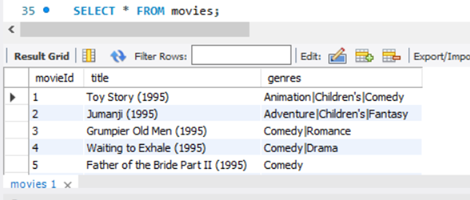 35 SELECT * FROM movies;
Result Grid Filter Rows: Edit: Export/Impo
movieId title genres
1 Toy Story (1995) Animation|Children's|Comedy
2 Jumanji (1995) Adventure|Children's|Fantasy
3 Grumpier Old Men (1995) Comedy|Romance
4 Waiting to Exhale (1995) Comedy|Drama
5 Father of the Bride Part II (1995) Comedy
movies 1